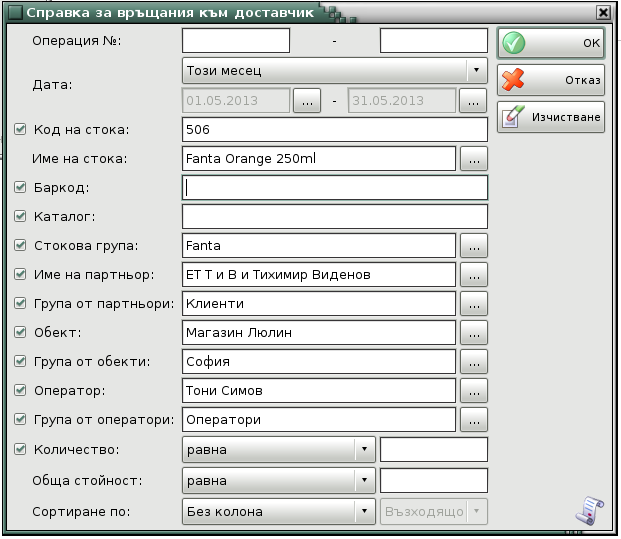 Справка за връщания към доставчик
Операция №: -
OK
Този месец
Дата:
Отказ
01.05.2013 ... - 31.05.2013 ...
Изчистване
Код на стока: 506
Име на стока: Fanta Orange 250ml ...
Баркод:
Каталог:
Стокова група: Fanta ...
Име на партньор: ЕТ Т и В и Тихимир Виденов ...
Група от партньори: Клиенти ...
Обект: Магазин Люлин ...
Група от обекти: София ...
Оператор: Тони Симов ...
Група от оператори: Оператори ...
Количество: равна
Обща стойност: равна
Сортиране по: Без колона Възходящо